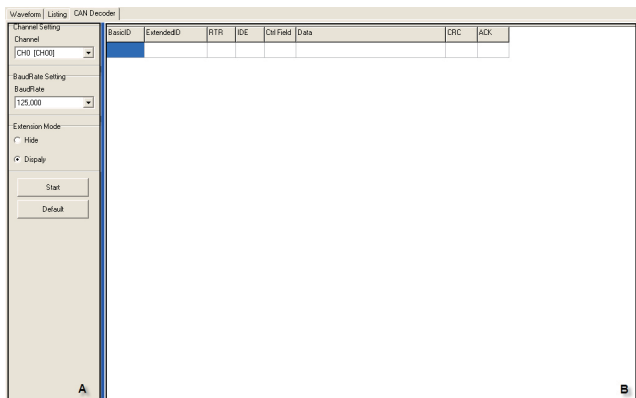 Waveform Listing CAN Decoder
Channel Setting
Channel
CH0 [CH00]
BaudRate Setting
BaudRate
125,000
Extension Mode
Hide
Dispaly
Start
Default
A
BasicID ExtendedID RTR IDE Ctrl Field Data CRC ACK
B